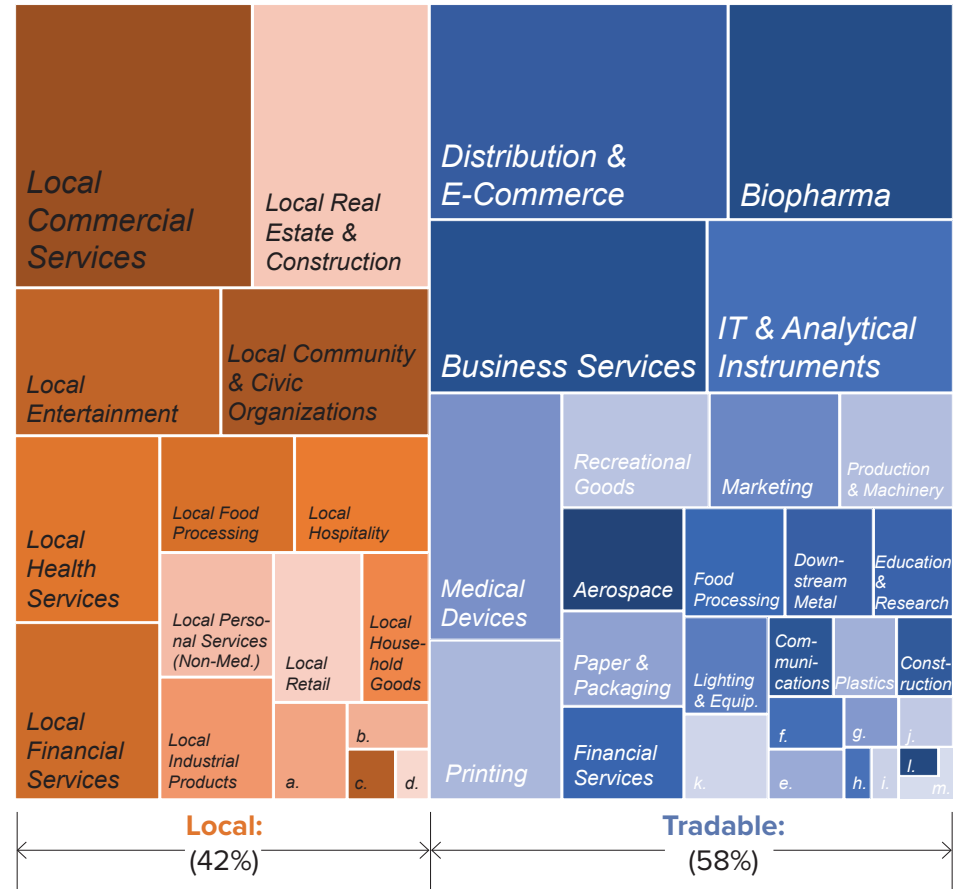 Local
Commercial
Services
Local Real
Estate &
Construction
Distribution &
E-Commerce
Biopharma
Business Services
IT & Analytical
Instruments
Local
Entertainment
Local Community
& Civic
Organizations
Local
Health
Services
Local Food
Processing
Local
Hospitality
Local Perso-
nal Services
(Non-Med.)
Local
Retail
Local
House-
hold
Goods
Local
Financial
Services
Local
Industrial
Products
a.
b.
c.
d.
Medical
Devices
Recreational
Goods
Marketing
Production
& Machinery
Aerospace
Food
Processing
Down-
stream
Metal
Education
&
Research
Paper &
Packaging
Lighting
& Equip.
Com-
muni-
cations
Plastics
Const-
ruction
Printing
Financial
Services
k.
f.
e.
g.
h.
i.
j.
l.
m.
Local:
(42%)
Tradable:
(58%)